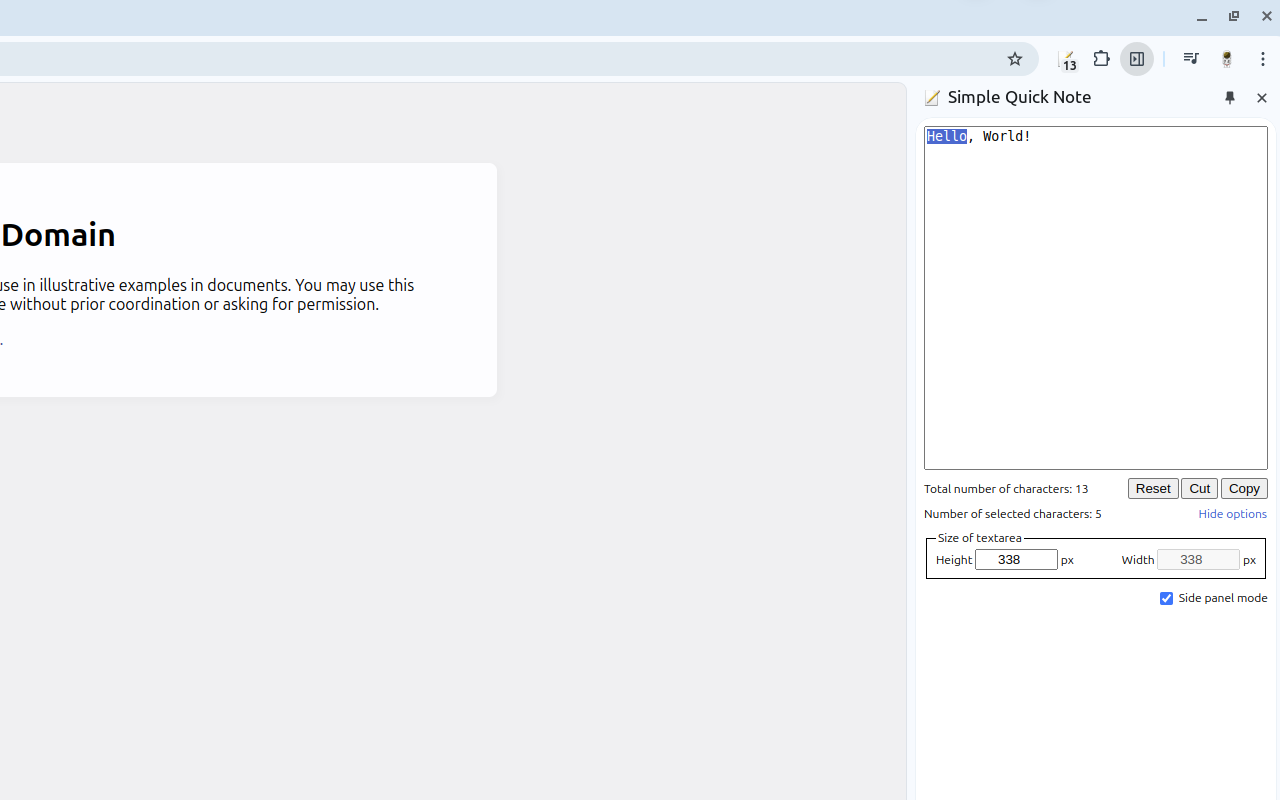 13
Simple Quick Note
Hello, World!
Domain
use in illustrative examples in documents. You may use this
e without prior coordination or asking for permission.
.
Total number of characters: 13
Reset Cut Copy
Number of selected characters: 5
Hide options
Size of textarea
Height 338 px Width 338 px
Side panel mode